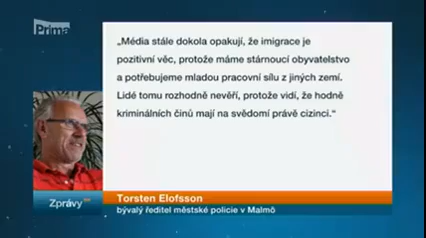 Prima
„Média stále dokola opakují, že imigrace je
pozitivní věc, protože máme stárnoucí obyvatelstvo
a potřebujeme mladou pracovní sílu z jiných zemí.
Lidé tomu rozhodně nevěří, protože vidí, že hodně
kriminálních činů mají na svědomí právě cizinci.“
Torsten Elofsson
Zprávy
bývalý ředitel městské policie v Malmö